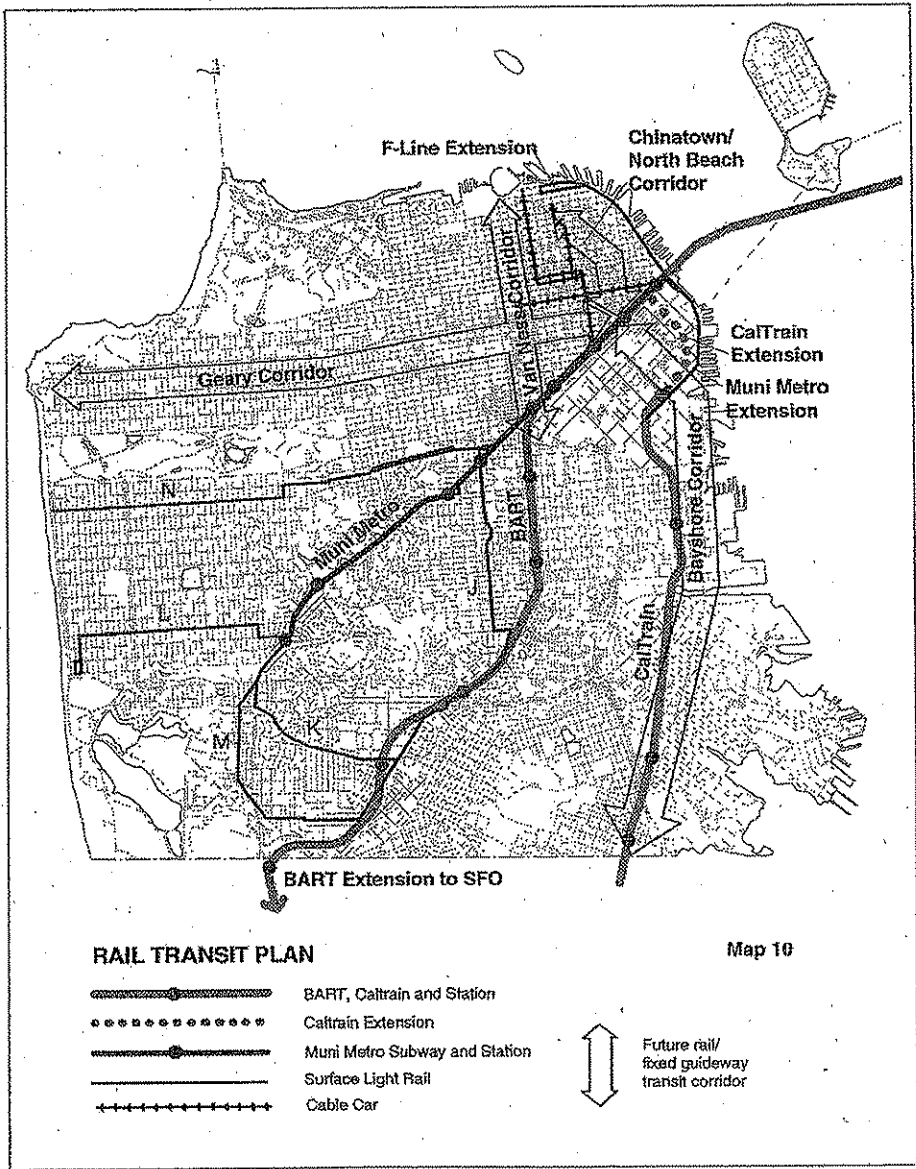 F-Line Extension
Chinatown/
North Beach
Corridor
Van Ness Corridor
CalTrain
Extension
Geary Corridor
Muni Metro
Extension
N
Muni Metro
BART
Bayshore Corridor
J
L
CalTrain
K
M
BART Extension to SFO
RAIL TRANSIT PLAN
Map 10
BART, Caltrain and Station
Caltrain Extension
Muni Metro Subway and Station
Surface Light Rail
Cable Car
Future rail/
fixed guideway
transit corridor